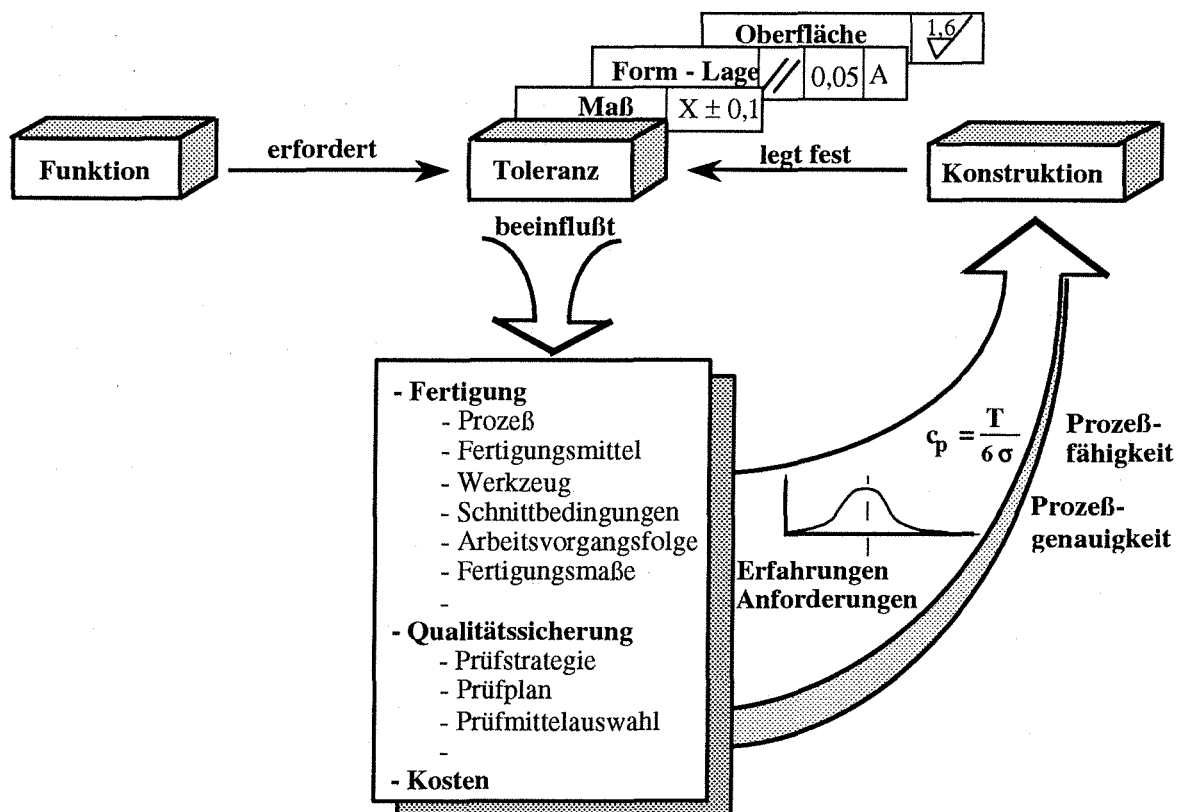 Oberfläche 1,6
Form - Lage // 0,05 A
Maß X ± 0,1
Funktion
erfordert
Toleranz
legt fest
Konstruktion
beeinflußt
- Fertigung
- Prozeß
- Fertigungsmittel
- Werkzeug
- Schnittbedingungen
- Arbeitsvorgangsfolge
- Fertigungsmaße
-
- Qualitätssicherung
- Prüfstrategie
- Prüfplan
- Prüfmittelauswahl
-
- Kosten
c_p = T / 6 σ
Prozeß-
fähigkeit
Prozeß-
genauigkeit
Erfahrungen
Anforderungen